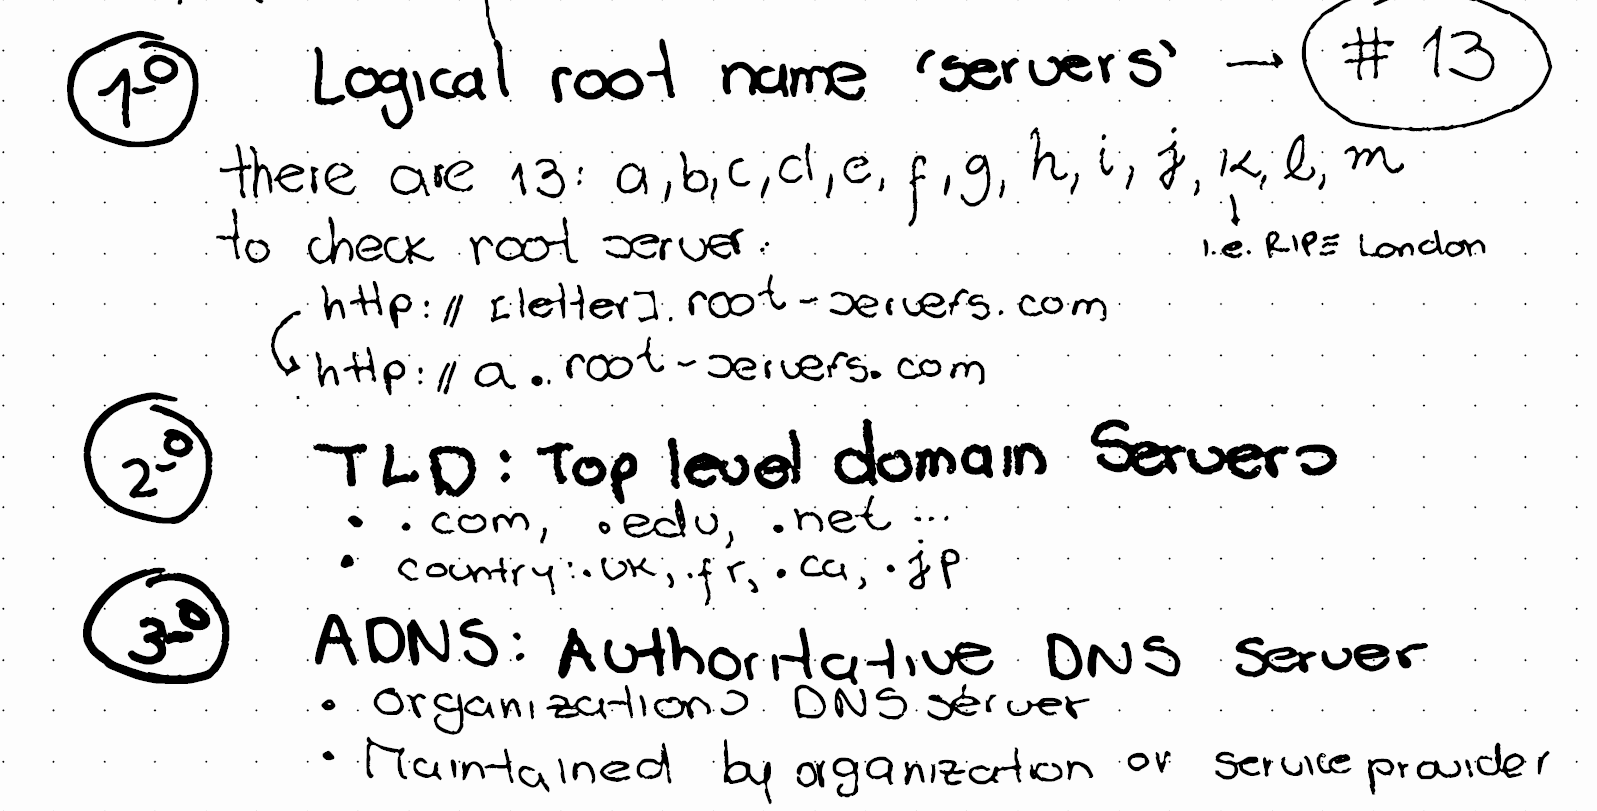 1º Logical root name 'servers' → # 13
there are 13: a, b, c, d, e, f, g, h, i, j, k, l, m
to check root server:
i.e. RIPE London
http://[letter].root-servers.com
http://a.root-servers.com
2º TLD: Top level domain Servers
• .com, .edu, .net ...
• country: .uk, .fr, .ca, .jp
3º ADNS: Authoritative DNS Server
• organizations DNS server
• Maintained by organization or service provider